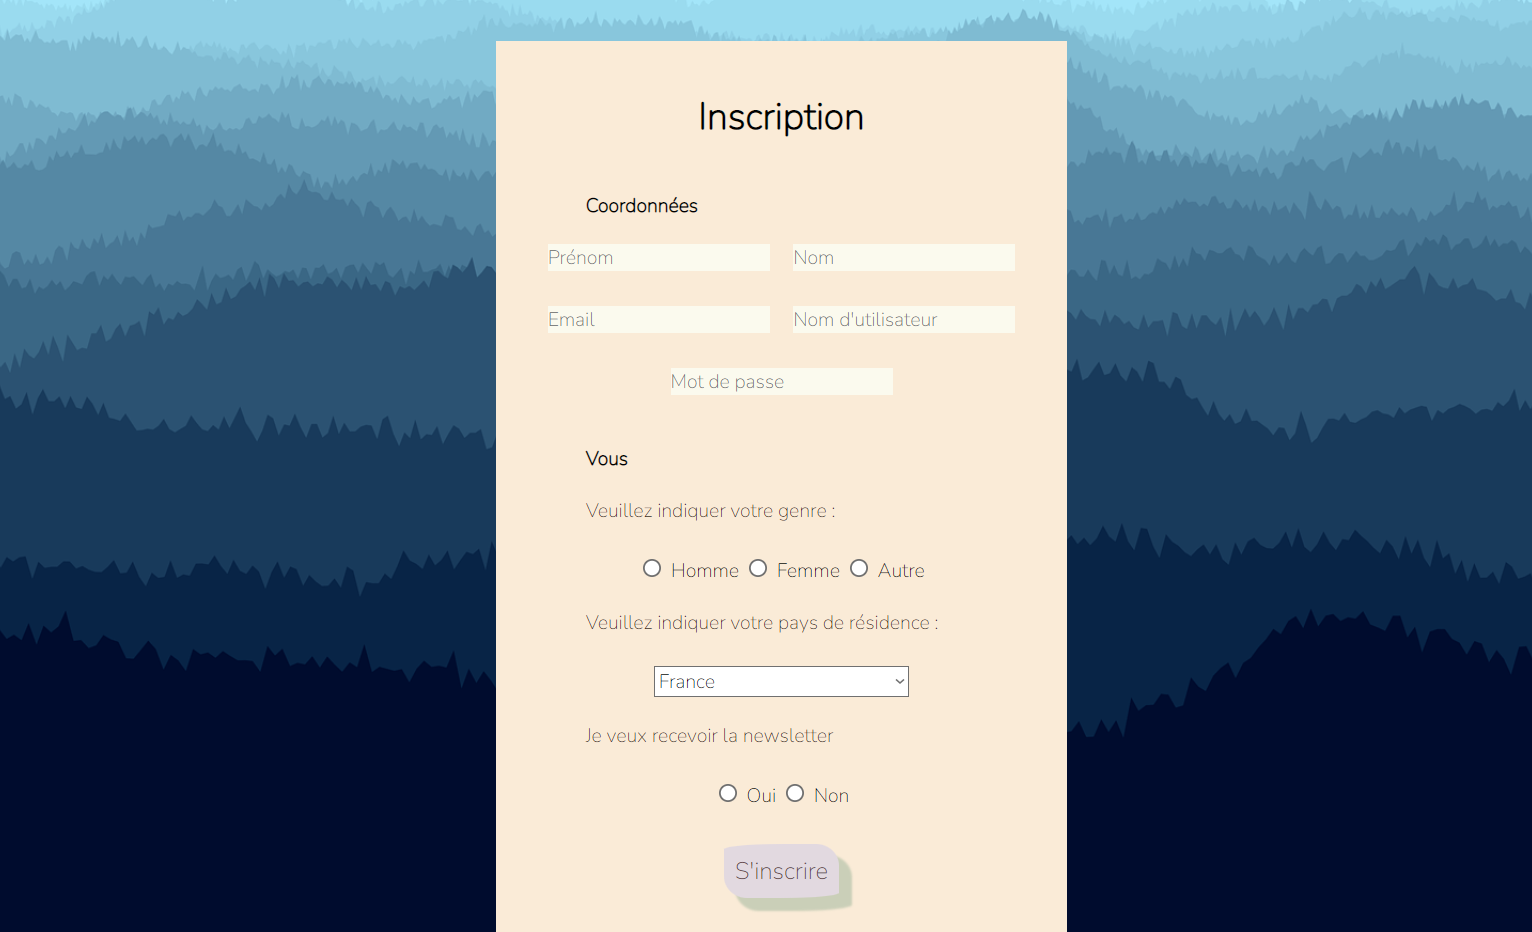 Inscription
Coordonnées
Prénom Nom
Email Nom d'utilisateur
Mot de passe
Vous
Veuillez indiquer votre genre :
Homme Femme Autre
Veuillez indiquer votre pays de résidence :
France
Je veux recevoir la newsletter
Oui Non
S'inscrire